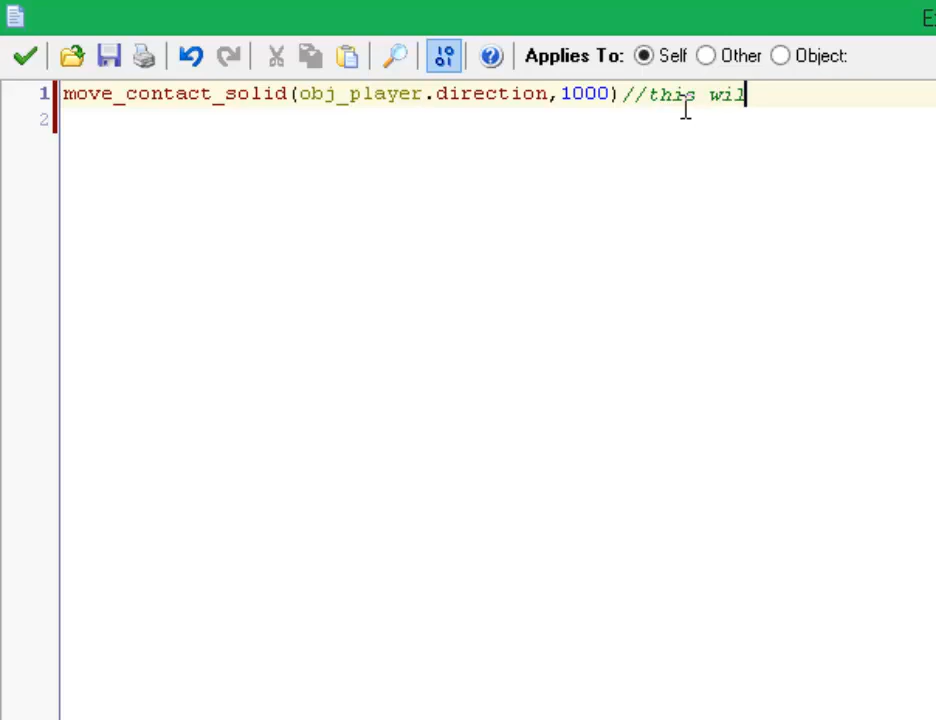 Applies To: Self Other Object:
1 move_contact_solid(obj_player.direction,1000)//this wil
2